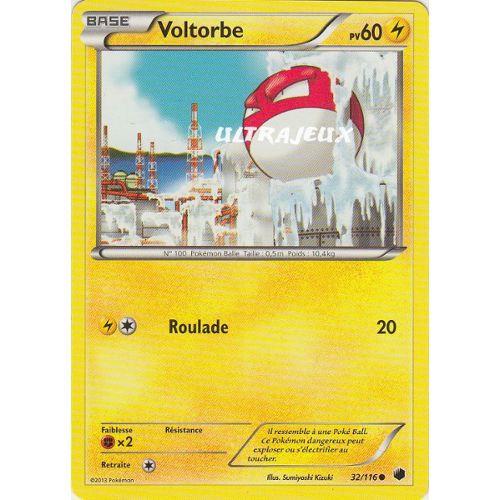 BASE Voltorbe PV60
ULTRAJEUX
N° 100 Pokémon Balle Taille : 0,5m Poids : 10,4kg
Roulade 20
Faiblesse Résistance
×2
Retraite
Il ressemble à une Poké Ball.
Ce Pokémon dangereux peut
exploser ou s'électrifier au
toucher.
©2013 Pokémon Illus. Sumiyoshi Kizuki 32/116